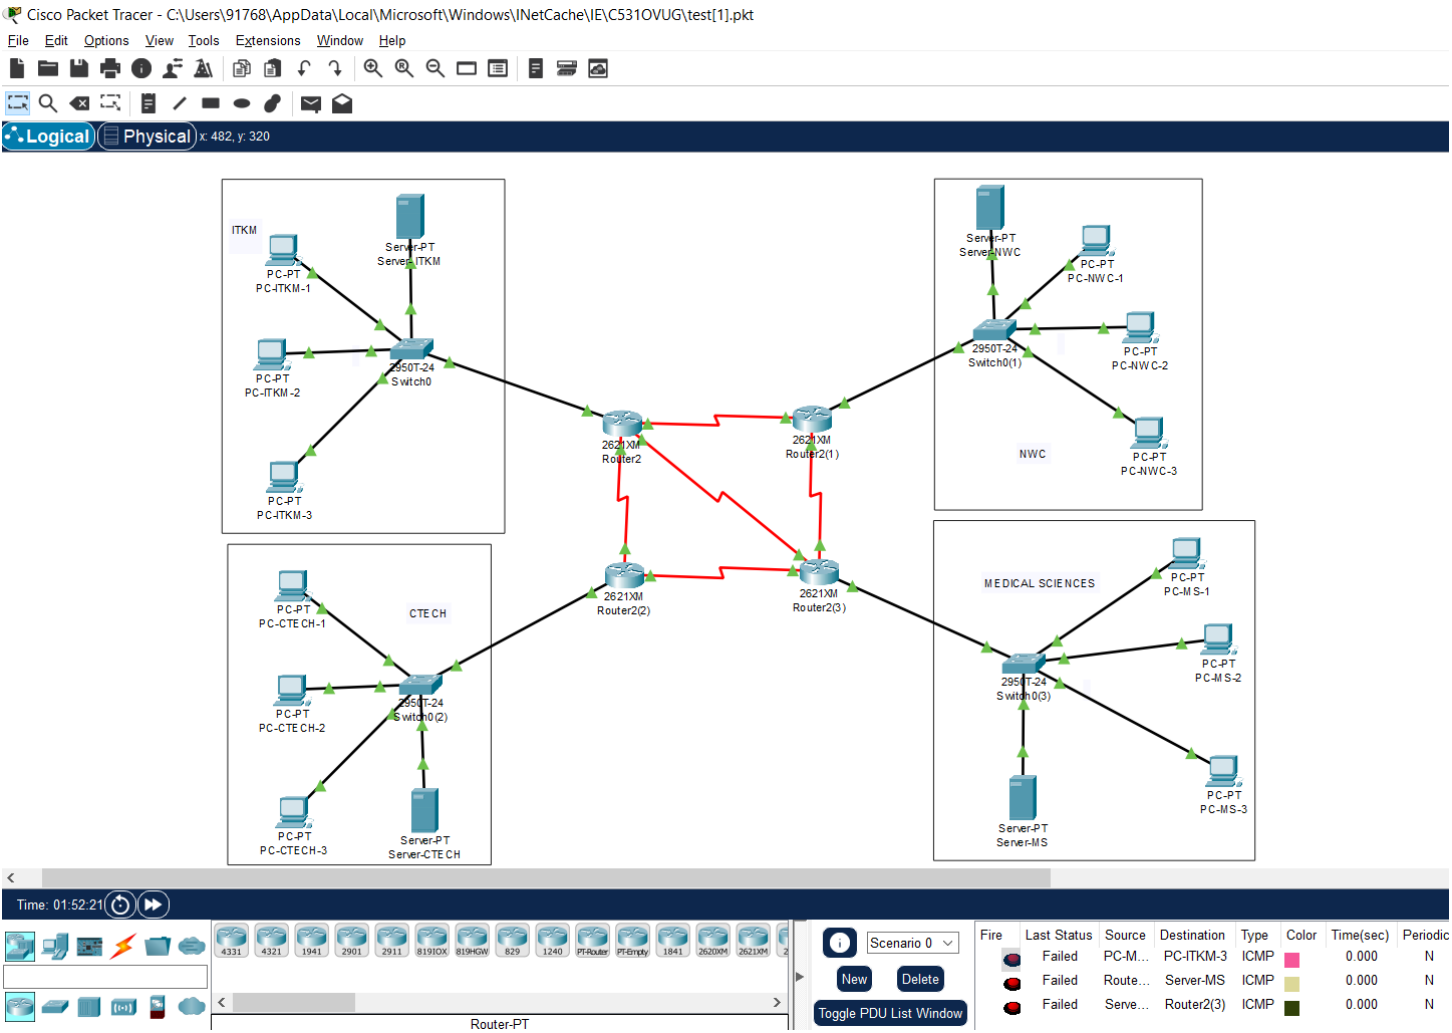 Cisco Packet Tracer - C:\Users\91768\AppData\Local\Microsoft\Windows\INetCache\IE\C531OVUG\test[1].pkt
File Edit Options View Tools Extensions Window Help
Logical Physical x: 482, y: 320
ITKM
Server-PT
Server-ITKM
PC-PT
PC-ITKM-1
PC-PT
PC-ITKM-2
2950T-24
Switch0
PC-PT
PC-ITKM-3
Server-PT
Server-NWC
PC-PT
PC-NWC-1
2950T-24
Switch0(1)
PC-PT
PC-NWC-2
NWC
PC-PT
PC-NWC-3
2621XM
Router2
2621XM
Router2(1)
2621XM
Router2(2)
2621XM
Router2(3)
CTECH
PC-PT
PC-CTECH-1
PC-PT
PC-CTECH-2
2950T-24
Switch0(2)
PC-PT
PC-CTECH-3
Server-PT
Server-CTECH
MEDICAL SCIENCES
PC-PT
PC-MS-1
PC-PT
PC-MS-2
2950T-24
Switch0(3)
PC-PT
PC-MS-3
Server-PT
Server-MS
Time: 01:52:21
4331 4321 1941 2901 2911 819IOX 819HGW 829 1240 PT-Router PT-Empty 1841 2620XM 2621XM 2
Router-PT
Scenario 0
New Delete
Toggle PDU List Window
Fire Last Status Source Destination Type Color Time(sec) Periodic
Failed PC-M... PC-ITKM-3 ICMP 0.000 N
Failed Route... Server-MS ICMP 0.000 N
Failed Serve... Router2(3) ICMP 0.000 N